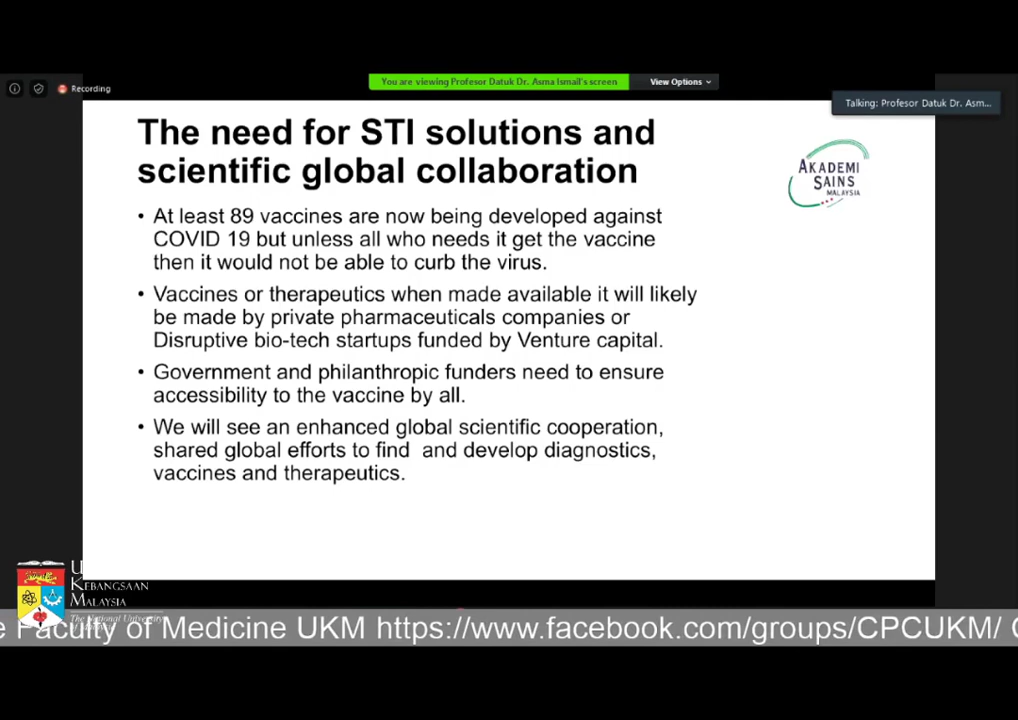 You are viewing Profesor Datuk Dr. Asma Ismail's screen
View Options
Recording
Talking: Profesor Datuk Dr. Asm...
The need for STI solutions and
scientific global collaboration
AKADEMI
SAINS
MALAYSIA
• At least 89 vaccines are now being developed against
COVID 19 but unless all who needs it get the vaccine
then it would not be able to curb the virus.
• Vaccines or therapeutics when made available it will likely
be made by private pharmaceuticals companies or
Disruptive bio-tech startups funded by Venture capital.
• Government and philanthropic funders need to ensure
accessibility to the vaccine by all.
• We will see an enhanced global scientific cooperation,
shared global efforts to find and develop diagnostics,
vaccines and therapeutics.
KEBANGSAAN
MALAYSIA
The National University
e Faculty of Medicine UKM https://www.facebook.com/groups/CPCUKM/